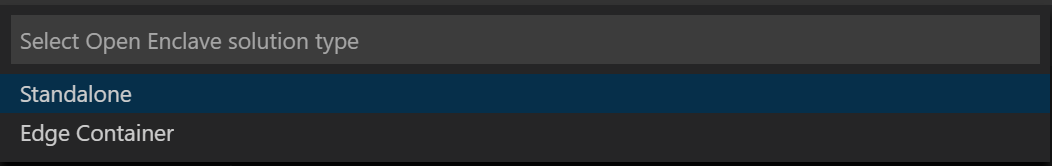 Select Open Enclave solution type
Standalone
Edge Container